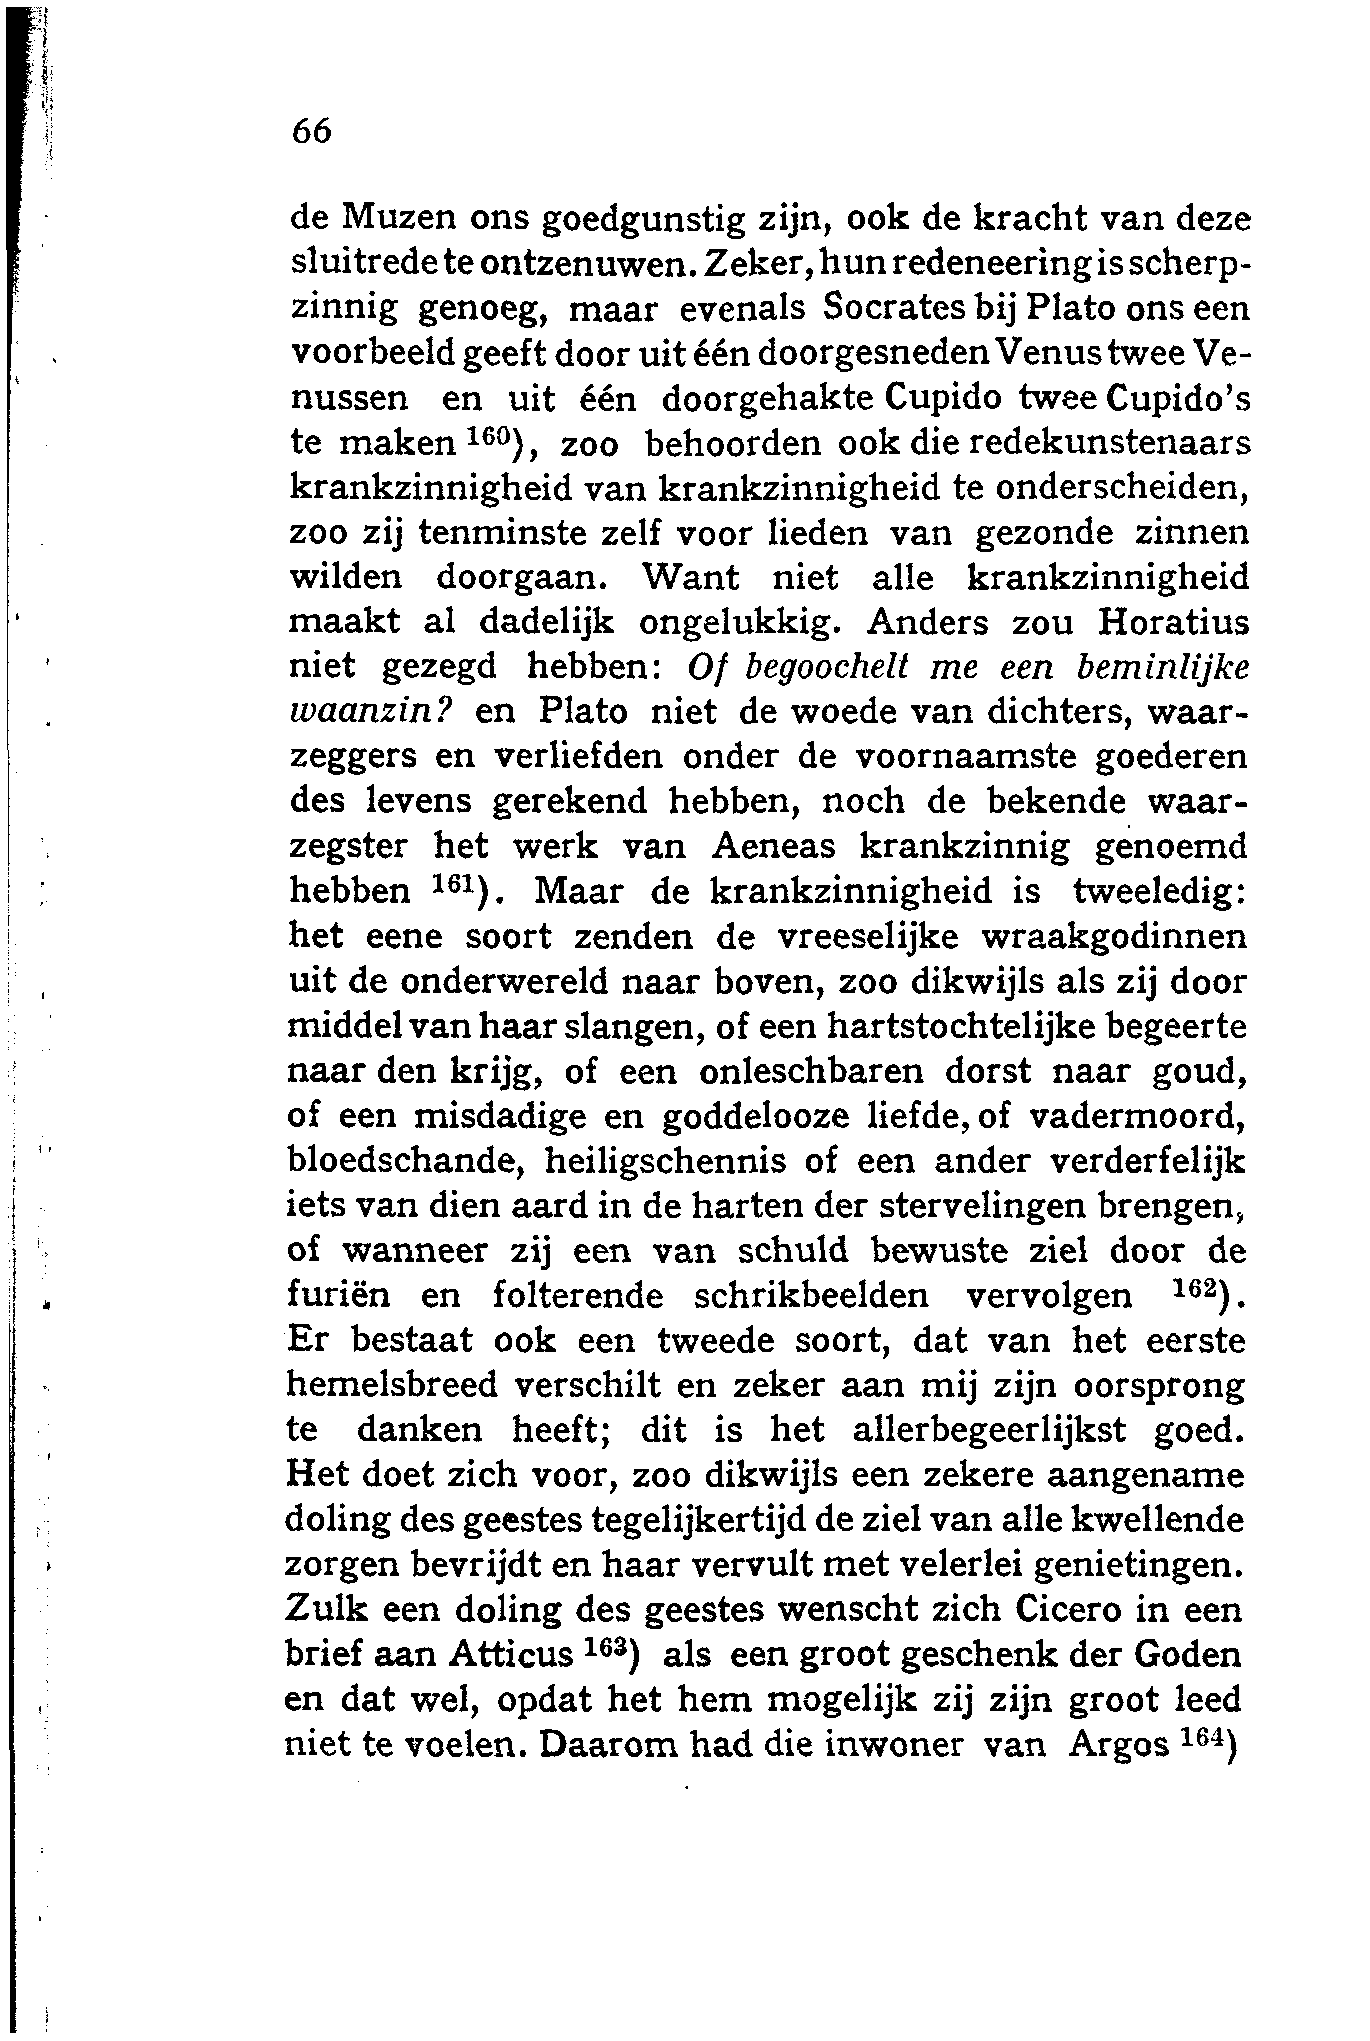 66
de Muzen ons goedgunstig zijn, ook de kracht van deze
sluitrede te ontzenuwen. Zeker, hun redeneering is scherp-
zinnig genoeg, maar evenals Socrates bij Plato ons een
voorbeeld geeft door uit één doorgesneden Venus twee Ve-
nussen en uit één doorgehakte Cupido twee Cupido's
te maken ¹⁶⁰), zoo behoorden ook die redekunstenaars
krankzinnigheid van krankzinnigheid te onderscheiden,
zoo zij tenminste zelf voor lieden van gezonde zinnen
wilden doorgaan. Want niet alle krankzinnigheid
maakt al dadelijk ongelukkig. Anders zou Horatius
niet gezegd hebben: Of begoochelt me een beminlijke
waanzin? en Plato niet de woede van dichters, waar-
zeggers en verliefden onder de voornaamste goederen
des levens gerekend hebben, noch de bekende waar-
zegster het werk van Aeneas krankzinnig genoemd
hebben ¹⁶¹). Maar de krankzinnigheid is tweeledig:
het eene soort zenden de vreeselijke wraakgodinnen
uit de onderwereld naar boven, zoo dikwijls als zij door
middel van haar slangen, of een hartstochtelijke begeerte
naar den krijg, of een onleschbaren dorst naar goud,
of een misdadige en goddelooze liefde, of vadermoord,
bloedschande, heiligschennis of een ander verderfelijk
iets van dien aard in de harten der stervelingen brengen,
of wanneer zij een van schuld bewuste ziel door de
furiën en folterende schrikbeelden vervolgen ¹⁶²).
Er bestaat ook een tweede soort, dat van het eerste
hemelsbreed verschilt en zeker aan mij zijn oorsprong
te danken heeft; dit is het allerbegeerlijkst goed.
Het doet zich voor, zoo dikwijls een zekere aangename
doling des geestes tegelijkertijd de ziel van alle kwellende
zorgen bevrijdt en haar vervult met velerlei genietingen.
Zulk een doling des geestes wenscht zich Cicero in een
brief aan Atticus ¹⁶³) als een groot geschenk der Goden
en dat wel, opdat het hem mogelijk zij zijn groot leed
niet te voelen. Daarom had die inwoner van Argos ¹⁶⁴)